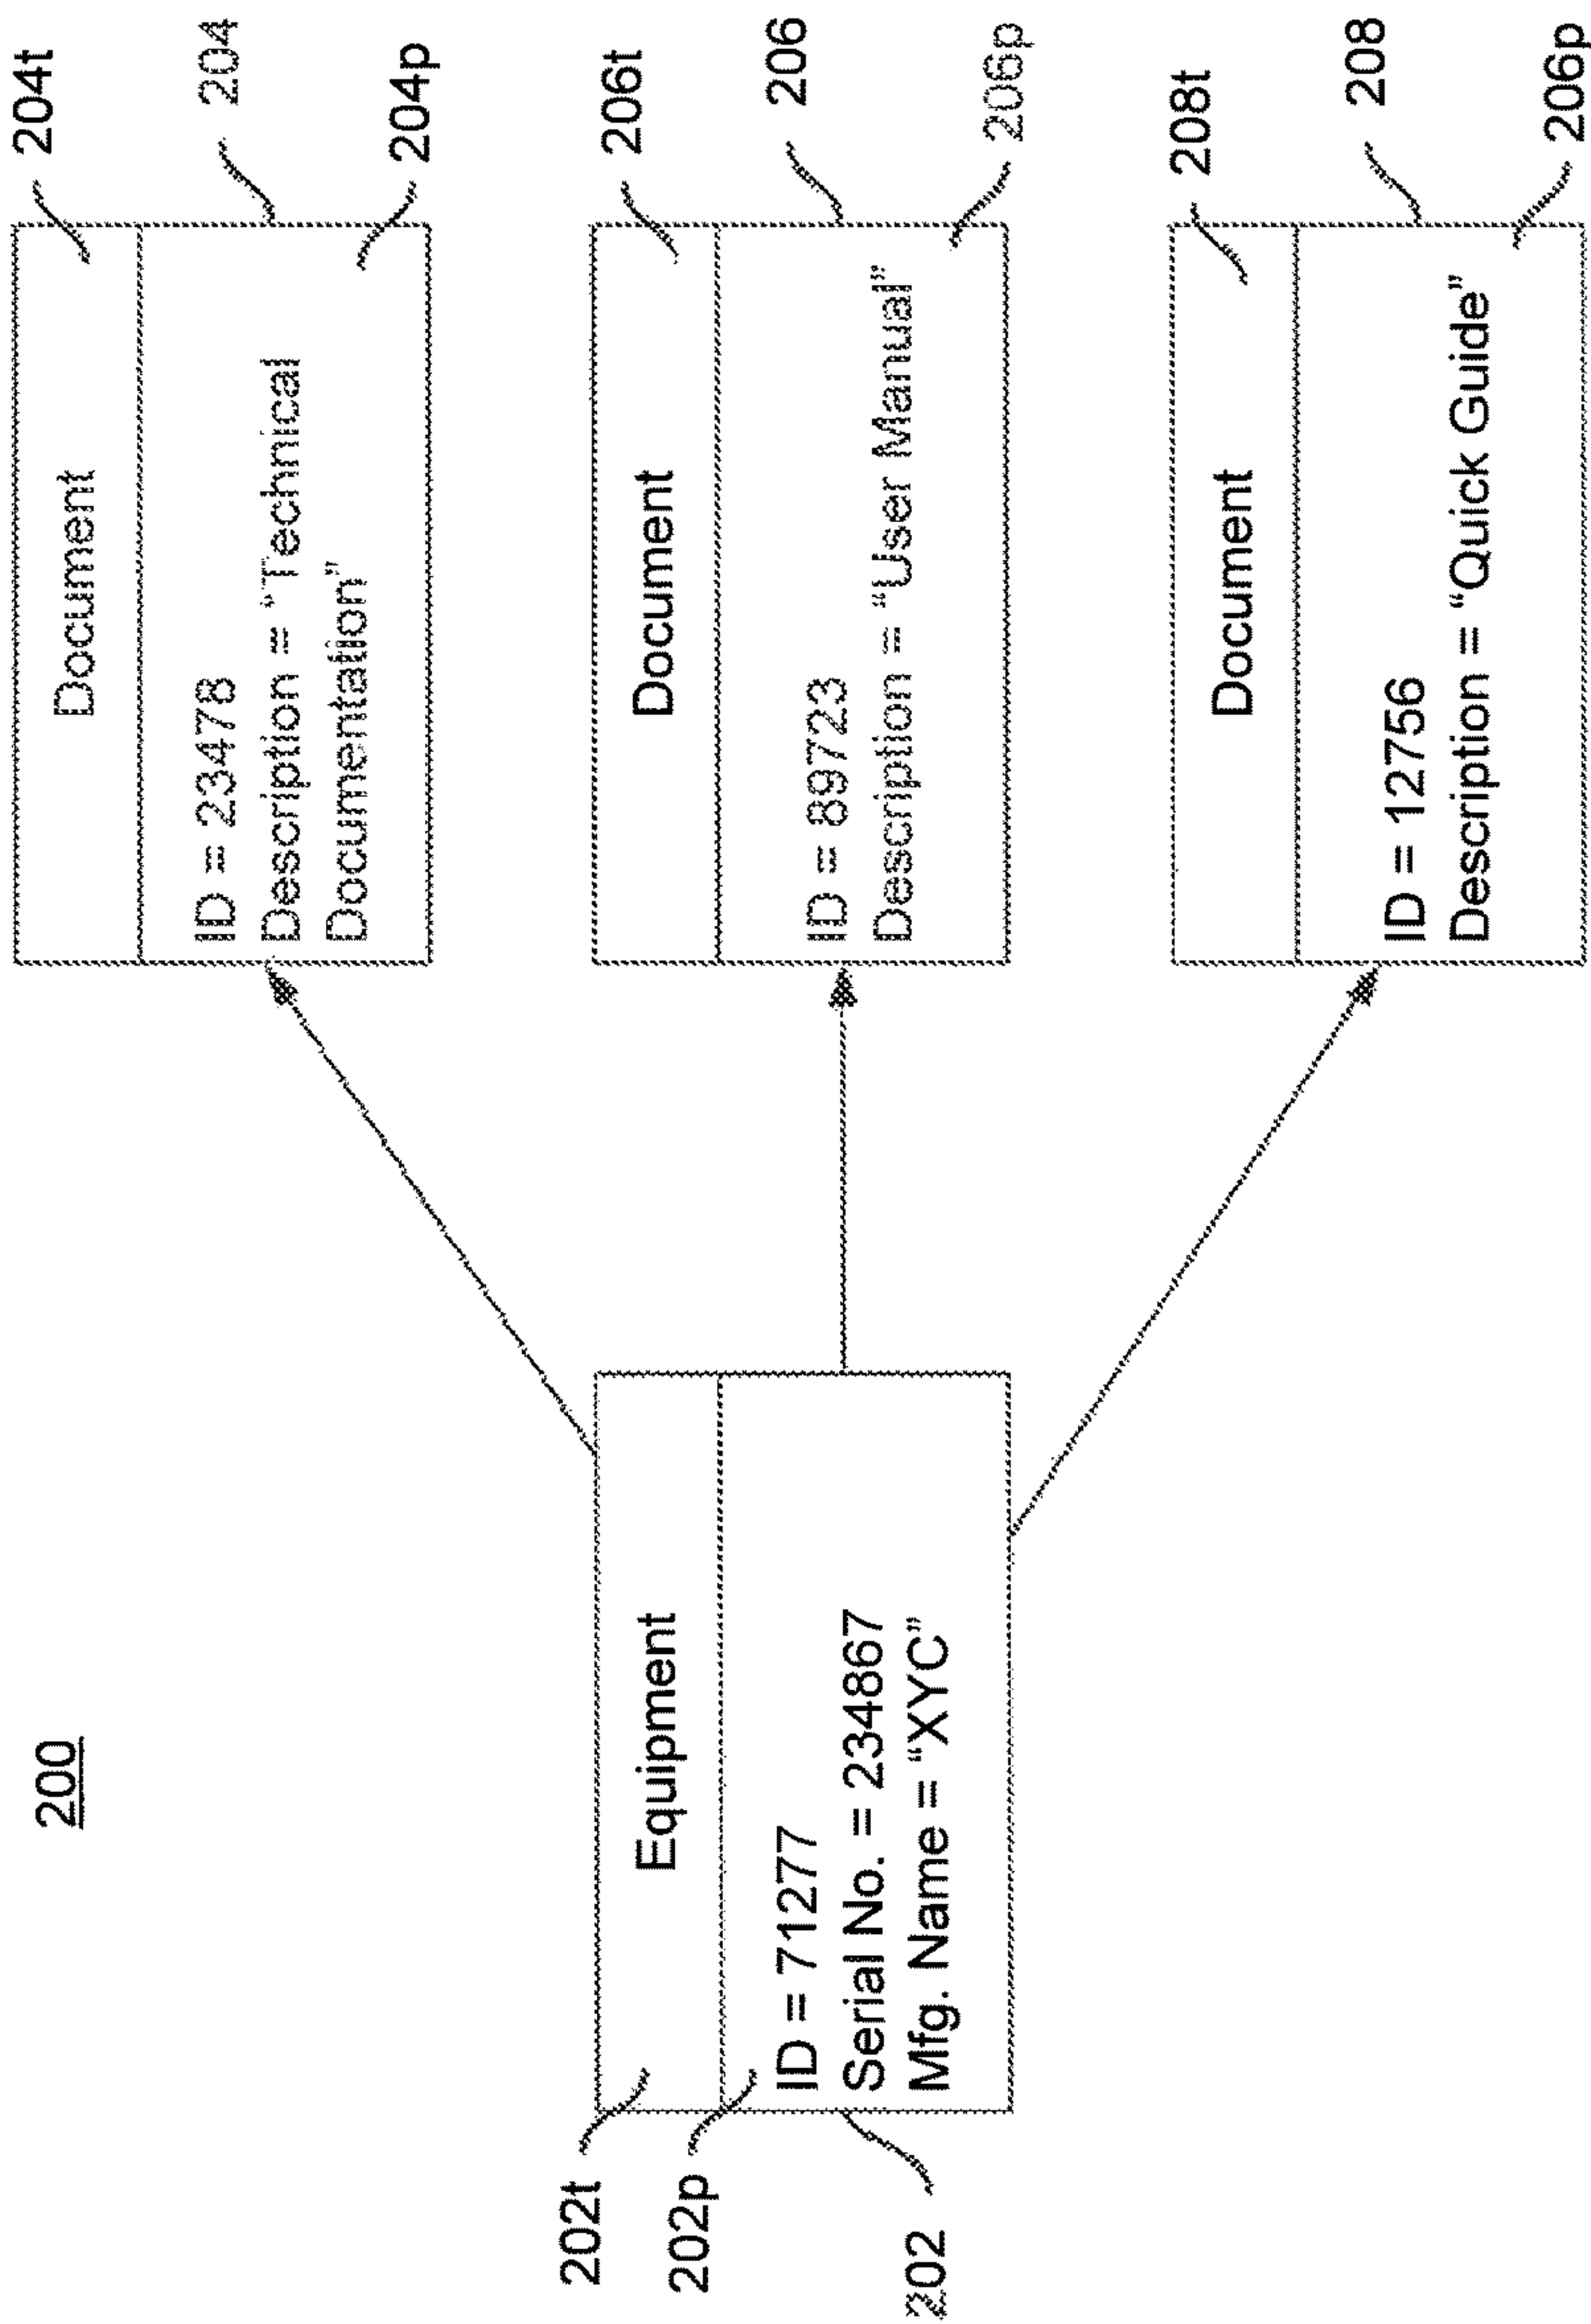 200
204t
Document
204
ID = 23478
Description = “Technical
Documentation”
204p
202t
Equipment
202p
ID = 71277
Serial No. = 234867
Mfg. Name = “XYC”
202
206t
Document
206
ID = 89723
Description = “User Manual”
206p
208t
Document
208
ID = 12756
Description = “Quick Guide”
206p